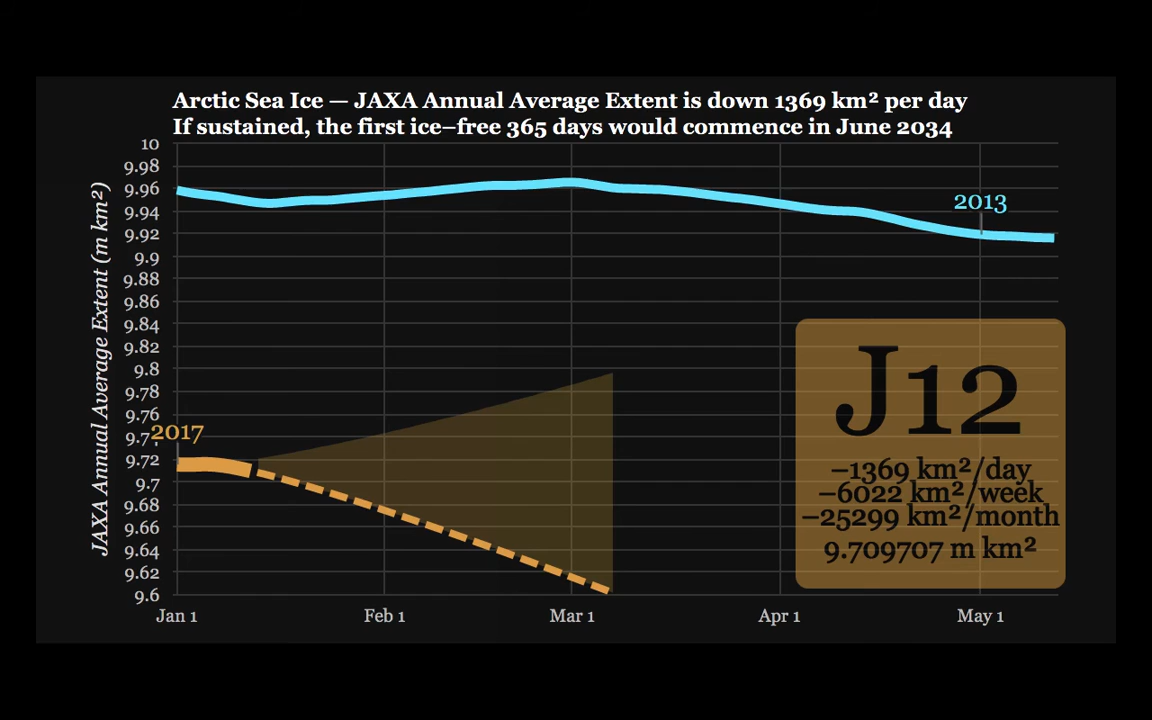 Arctic Sea Ice — JAXA Annual Average Extent is down 1369 km² per day
If sustained, the first ice–free 365 days would commence in June 2034
JAXA Annual Average Extent (m km²)
10
9.98
9.96
9.94
9.92
9.9
9.88
9.86
9.84
9.82
9.8
9.78
9.76
9.72
9.7
9.68
9.66
9.64
9.62
9.6
2013
2017
J12
–1369 km²/day
–6022 km²/week
–25299 km²/month
9.709707 m km²
Jan 1
Feb 1
Mar 1
Apr 1
May 1